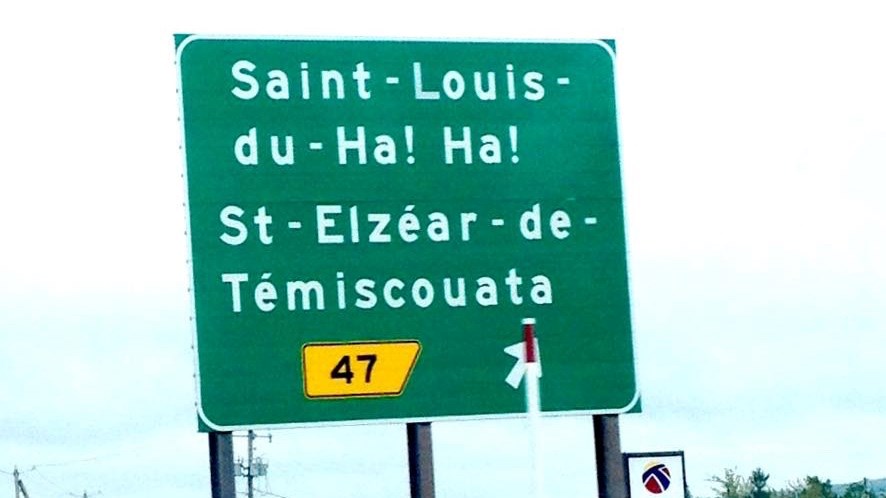 Saint-Louis-
du-Ha! Ha!
St-Elzéar-de-
Témiscouata
47